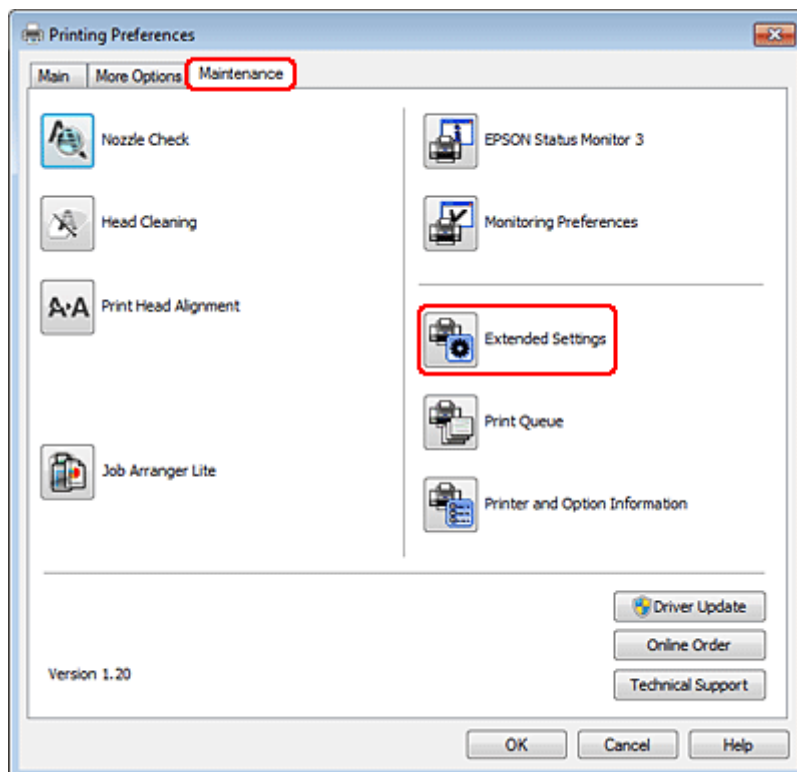 Printing Preferences
Main
More Options
Maintenance
Nozzle Check
Head Cleaning
A·A
Print Head Alignment
Job Arranger Lite
EPSON Status Monitor 3
Monitoring Preferences
Extended Settings
Print Queue
Printer and Option Information
Driver Update
Online Order
Technical Support
Version 1.20
OK
Cancel
Help